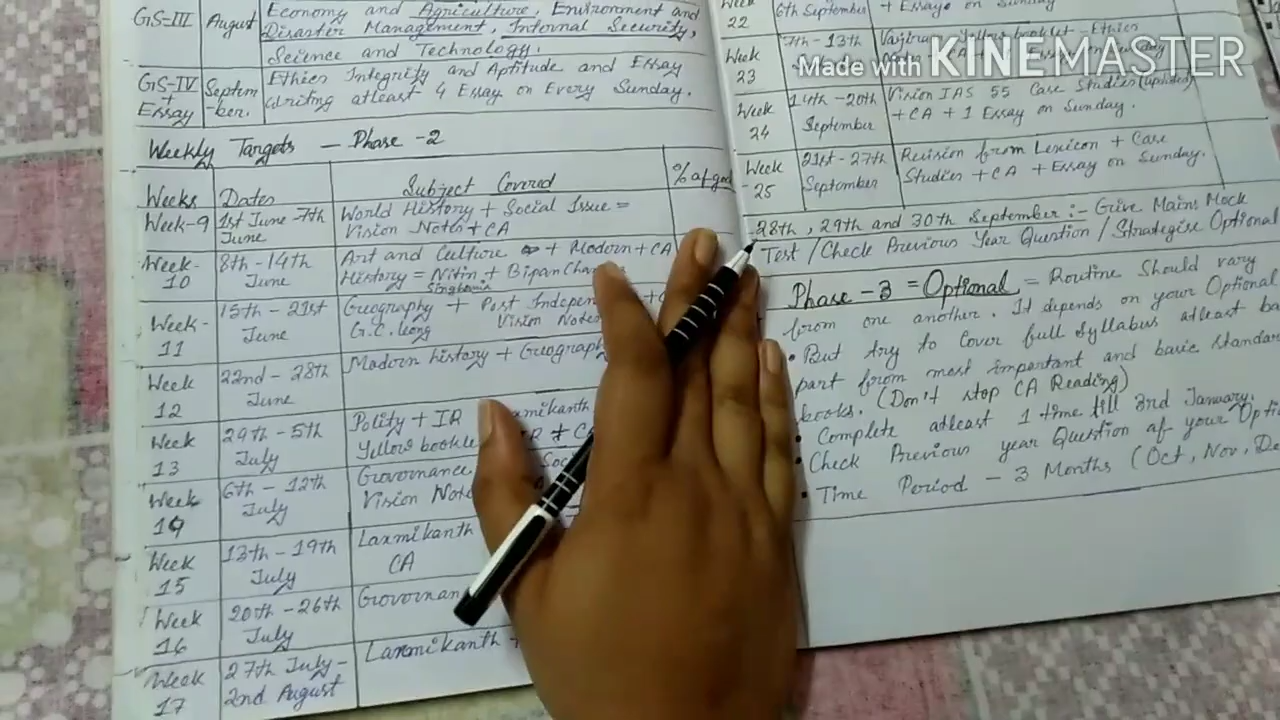 GS-III August Economy and Agriculture, Environment and
Disaster Management, Internal Security,
Science and Technology.
GS-IV + Essay September. Ethics Integrity and Aptitude and Essay
writing atleast 4 Essay on Every Sunday.
Weekly Targets - Phase -2
Weeks Dates Subject Covered % of
Week-9 1st June - 7th June World History + Social Issue =
Vision Notes + CA
Week-10 8th - 14th June Art and Culture + Modern + CA
History = Nitin Singhania + Bipan
Week-11 15th - 21st June Geography + Post
G.C. Leong Vision Notes
Week 12 22nd - 28th June Modern history +
Week 13 29th - 5th July Polity + IR
Yellow
Week 14 6th - 12th July Governance
Vision
Week 15 13th - 19th July Laxmikanth
CA
Week 16 20th - 26th July
Week 17 27th July - 2nd August Laxmikanth +
22 6th September + Essay on Sunday
Week 23 7th - 13th Ethics
Made with KINEMASTER
Week 24 14th - 20th September Vision IAS 55 Case Studies (updated)
+ CA + 1 Essay on Sunday.
Week 25 21st - 27th September Revision from Lexicon + Case
Studies + CA + Essay on Sunday.
28th, 29th and 30th September :- Give Mains Mock
Test / Check Previous Year Question / Strategise Optional
Phase - 3 = Optional = Routine Should vary
from one another. It depends on your Optional
• But try to Cover full Syllabus atleast
part from most important and basic
books. (Don't stop CA Reading)
• Complete atleast 1 time till 3rd January.
• Check Previous year Question of your
• Time Period - 3 Months (Oct, Nov,